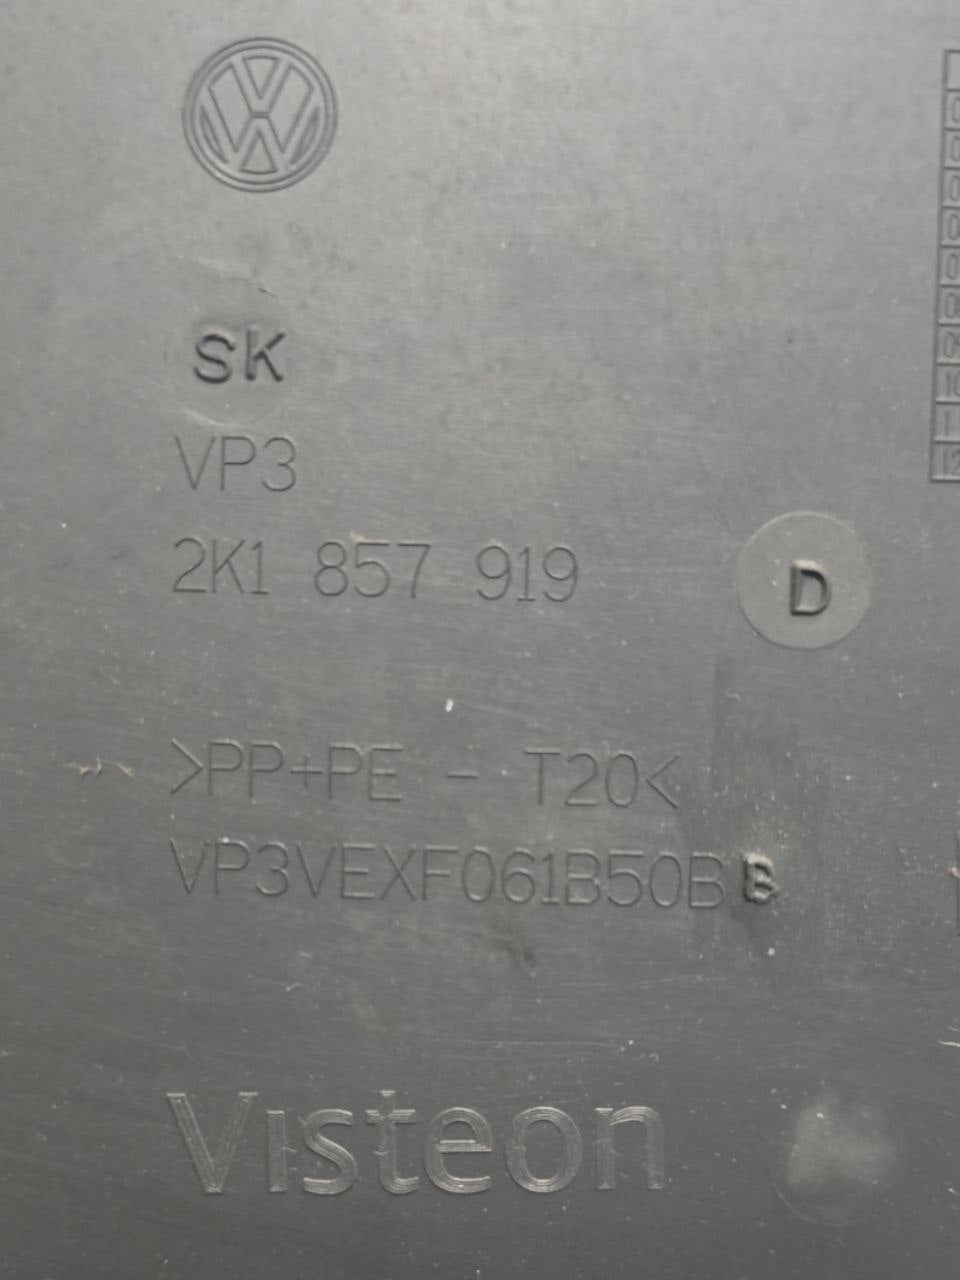 SK
VP3
2K1 857 919 D
>PP+PE - T20<
VP3VEXF061B50B B
Visteon